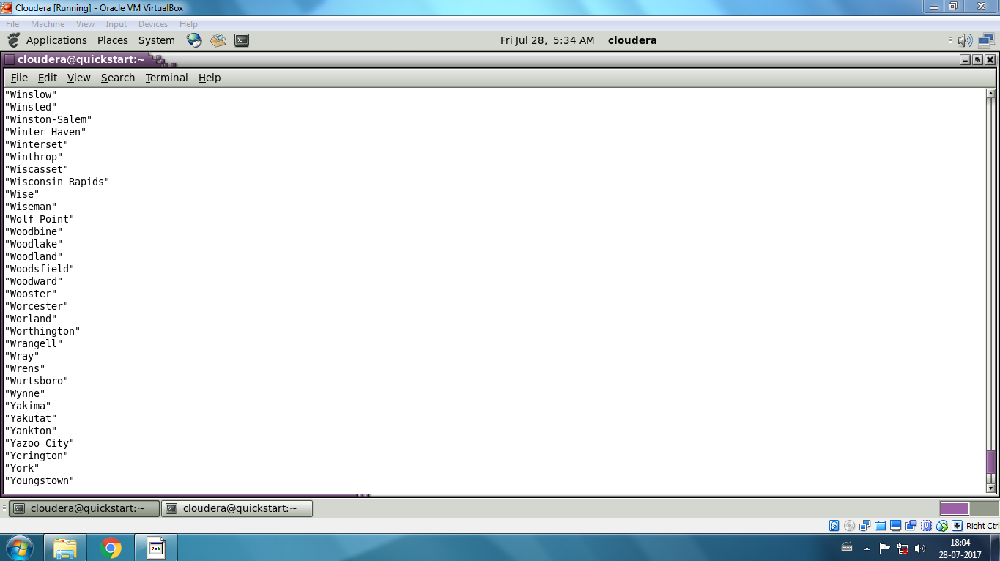 Cloudera [Running] - Oracle VM VirtualBox
File Machine View Input Devices Help
Applications Places System Fri Jul 28, 5:34 AM cloudera
cloudera@quickstart:~
File Edit View Search Terminal Help
"Winslow"
"Winsted"
"Winston-Salem"
"Winter Haven"
"Winterset"
"Winthrop"
"Wiscasset"
"Wisconsin Rapids"
"Wise"
"Wiseman"
"Wolf Point"
"Woodbine"
"Woodlake"
"Woodland"
"Woodsfield"
"Woodward"
"Wooster"
"Worcester"
"Worland"
"Worthington"
"Wrangell"
"Wray"
"Wrens"
"Wurtsboro"
"Wynne"
"Yakima"
"Yakutat"
"Yankton"
"Yazoo City"
"Yerington"
"York"
"Youngstown"
cloudera@quickstart:~ cloudera@quickstart:~
Right Ctrl
18:04
28-07-2017